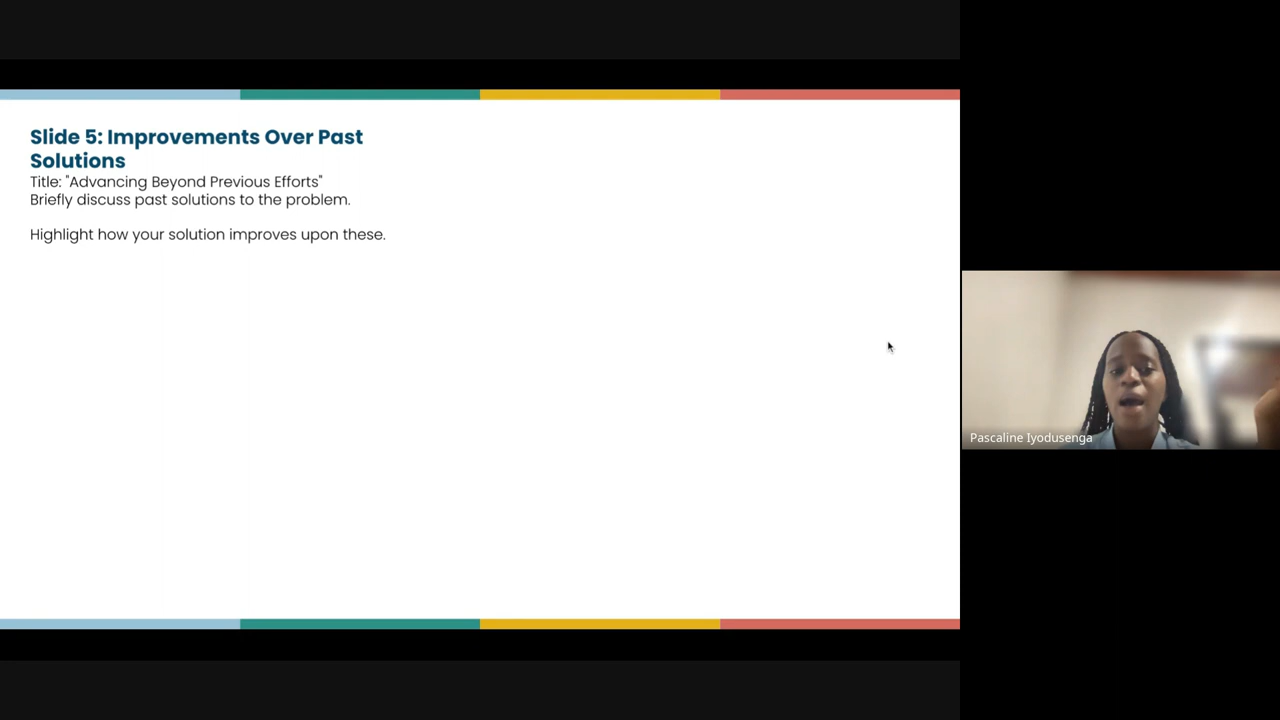 Slide 5: Improvements Over Past
Solutions
Title: "Advancing Beyond Previous Efforts"
Briefly discuss past solutions to the problem.
Highlight how your solution improves upon these.
Pascaline Iyodusenga